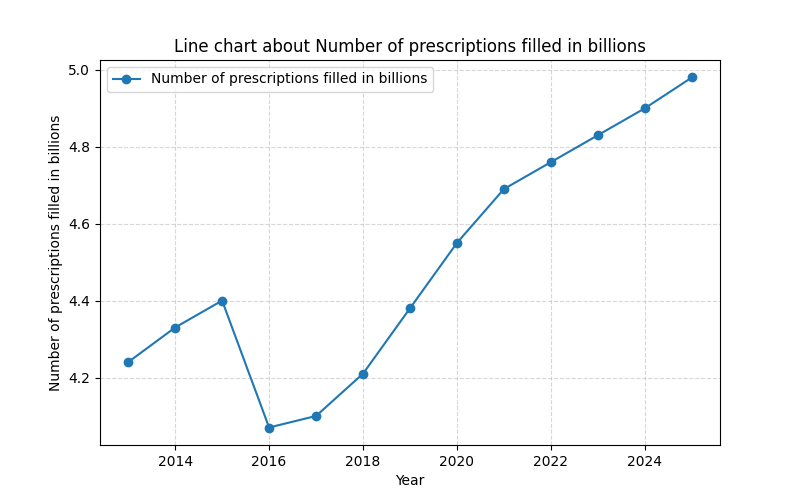 Line chart about Number of prescriptions filled in billions
Number of prescriptions filled in billions
Number of prescriptions filled in billions
5.0
4.8
4.6
4.4
4.2
2014 2016 2018 2020 2022 2024
Year